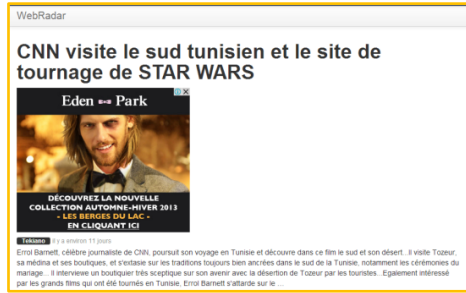 WebRadar
CNN visite le sud tunisien et le site de
tournage de STAR WARS
Eden Park
DÉCOUVREZ LA NOUVELLE
COLLECTION AUTOMNE-HIVER 2013
- LES BERGES DU LAC -
EN CLIQUANT ICI
Tekiano il y a environ 11 jours
Errol Barnett, célèbre journaliste de CNN, poursuit son voyage en Tunisie et découvre dans ce film le sud et son désert...Il visite Tozeur,
sa médina et ses boutiques, et s'extasie sur les traditions toujours bien ancrées dans le sud de la Tunisie, notamment les cérémonies du
mariage... Il interviewe un boutiquier très sceptique sur son avenir avec la désertion de Tozeur par les touristes...Egalement intéressé
par les grands films qui ont été tournés en Tunisie, Errol Barnett s'attarde sur le ...